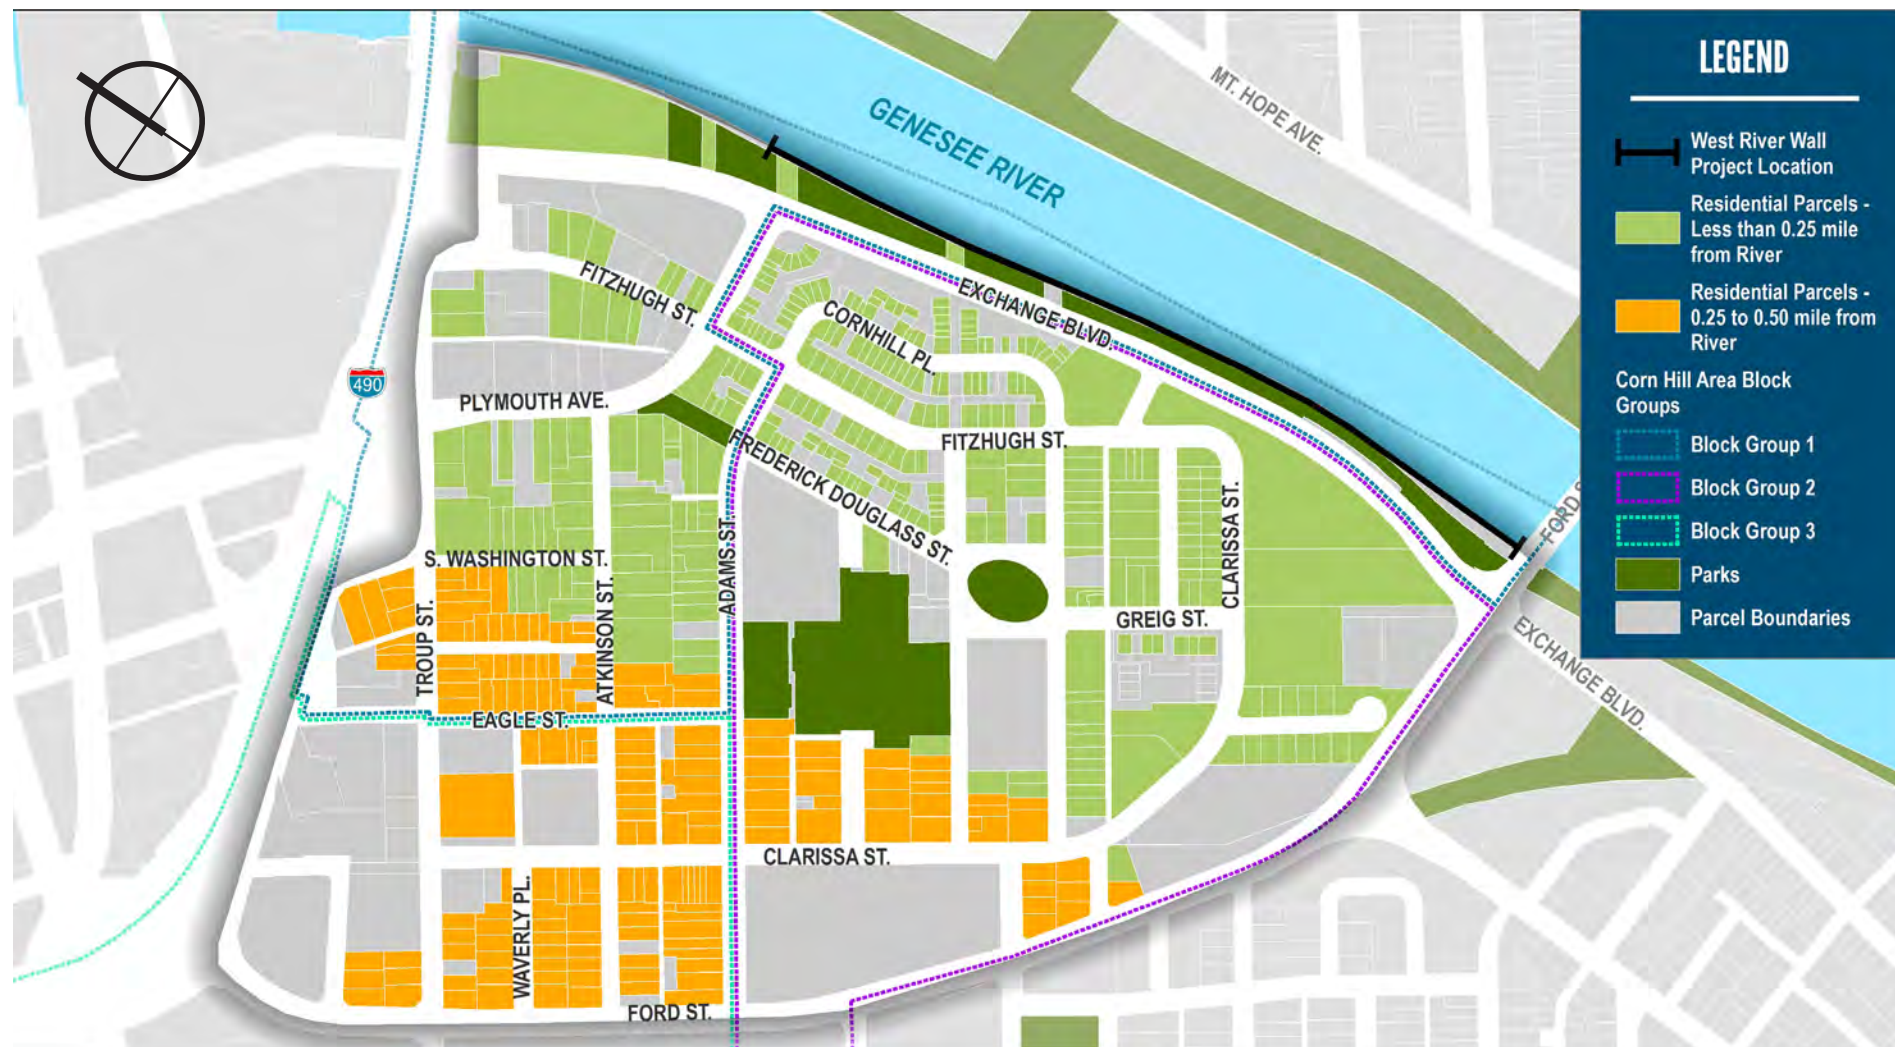 LEGEND
West River Wall
Project Location
Residential Parcels -
Less than 0.25 mile
from River
Residential Parcels -
0.25 to 0.50 mile from
River
Corn Hill Area Block
Groups
Block Group 1
Block Group 2
Block Group 3
Parks
Parcel Boundaries
MT. HOPE AVE.
GENESEE RIVER
FITZHUGH ST.
EXCHANGE BLVD.
CORNHILL PL.
490
PLYMOUTH AVE.
FREDERICK DOUGLASS ST.
FITZHUGH ST.
CLARISSA ST.
FORD S
S. WASHINGTON ST.
ADAMS ST.
ATKINSON ST.
TROUP ST.
GREIG ST.
EXCHANGE BLVD.
EAGLE ST.
CLARISSA ST.
WAVERLY PL.
FORD ST.